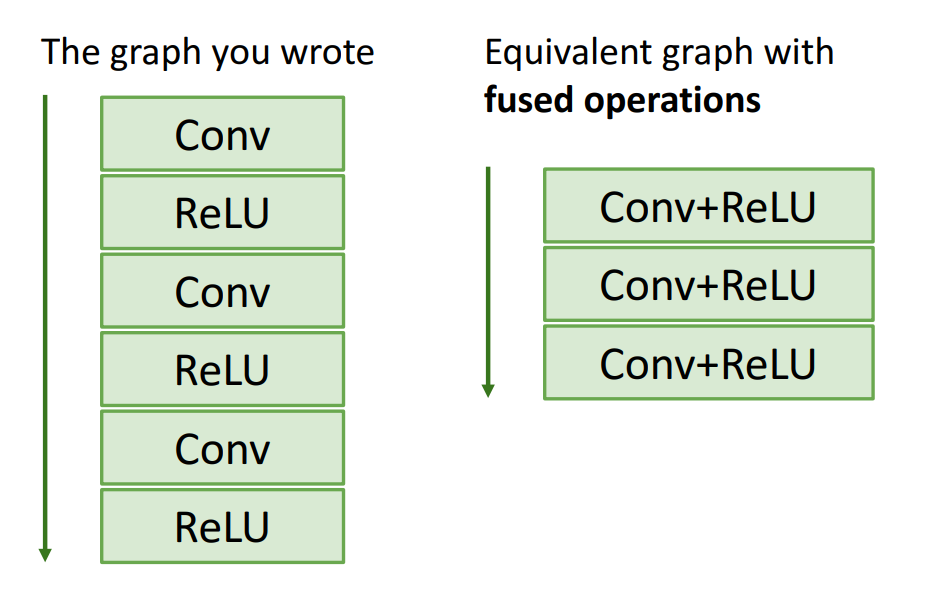 The graph you wrote
Conv
ReLU
Conv
ReLU
Conv
ReLU
Equivalent graph with
fused operations
Conv+ReLU
Conv+ReLU
Conv+ReLU